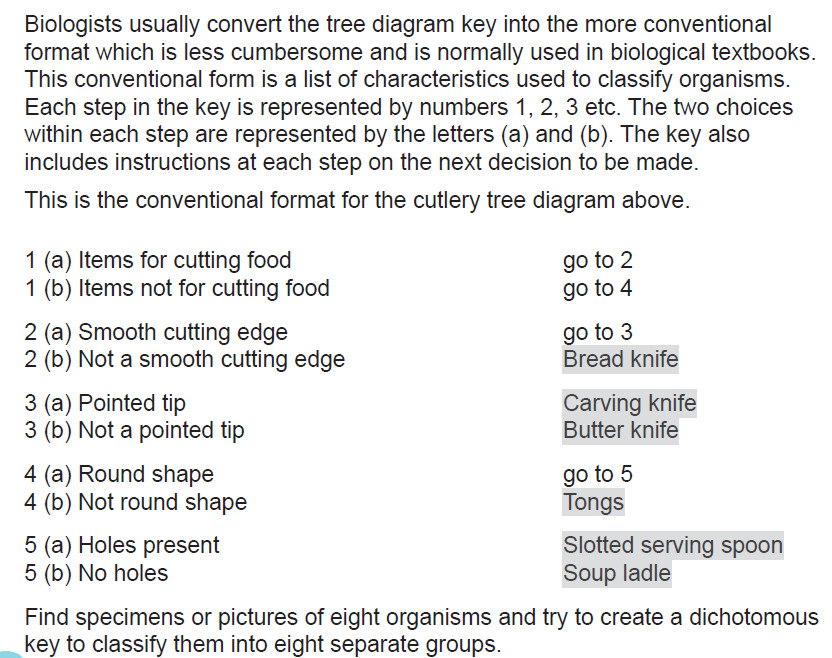 Biologists usually convert the tree diagram key into the more conventional
format which is less cumbersome and is normally used in biological textbooks.
This conventional form is a list of characteristics used to classify organisms.
Each step in the key is represented by numbers 1, 2, 3 etc. The two choices
within each step are represented by the letters (a) and (b). The key also
includes instructions at each step on the next decision to be made.
This is the conventional format for the cutlery tree diagram above.
1 (a) Items for cutting food go to 2
1 (b) Items not for cutting food go to 4
2 (a) Smooth cutting edge go to 3
2 (b) Not a smooth cutting edge Bread knife
3 (a) Pointed tip Carving knife
3 (b) Not a pointed tip Butter knife
4 (a) Round shape go to 5
4 (b) Not round shape Tongs
5 (a) Holes present Slotted serving spoon
5 (b) No holes Soup ladle
Find specimens or pictures of eight organisms and try to create a dichotomous
key to classify them into eight separate groups.